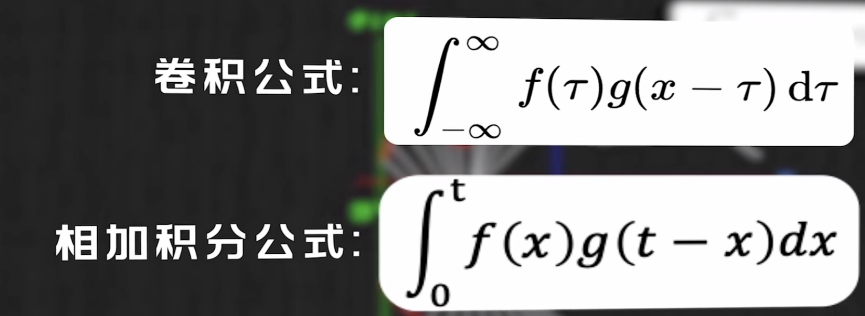 卷积公式: ∫_{-∞}^{∞} f(τ)g(x − τ) dτ
相加积分公式: ∫_0^t f(x)g(t − x)dx